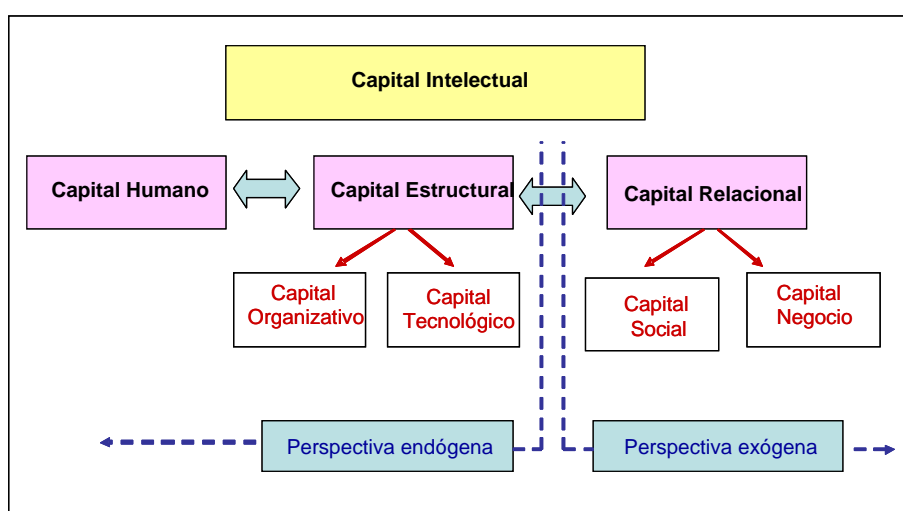 Capital Intelectual
Capital Humano
Capital Estructural
Capital Relacional
Capital
Organizativo
Capital
Tecnológico
Capital
Social
Capital
Negocio
Perspectiva endógena
Perspectiva exógena